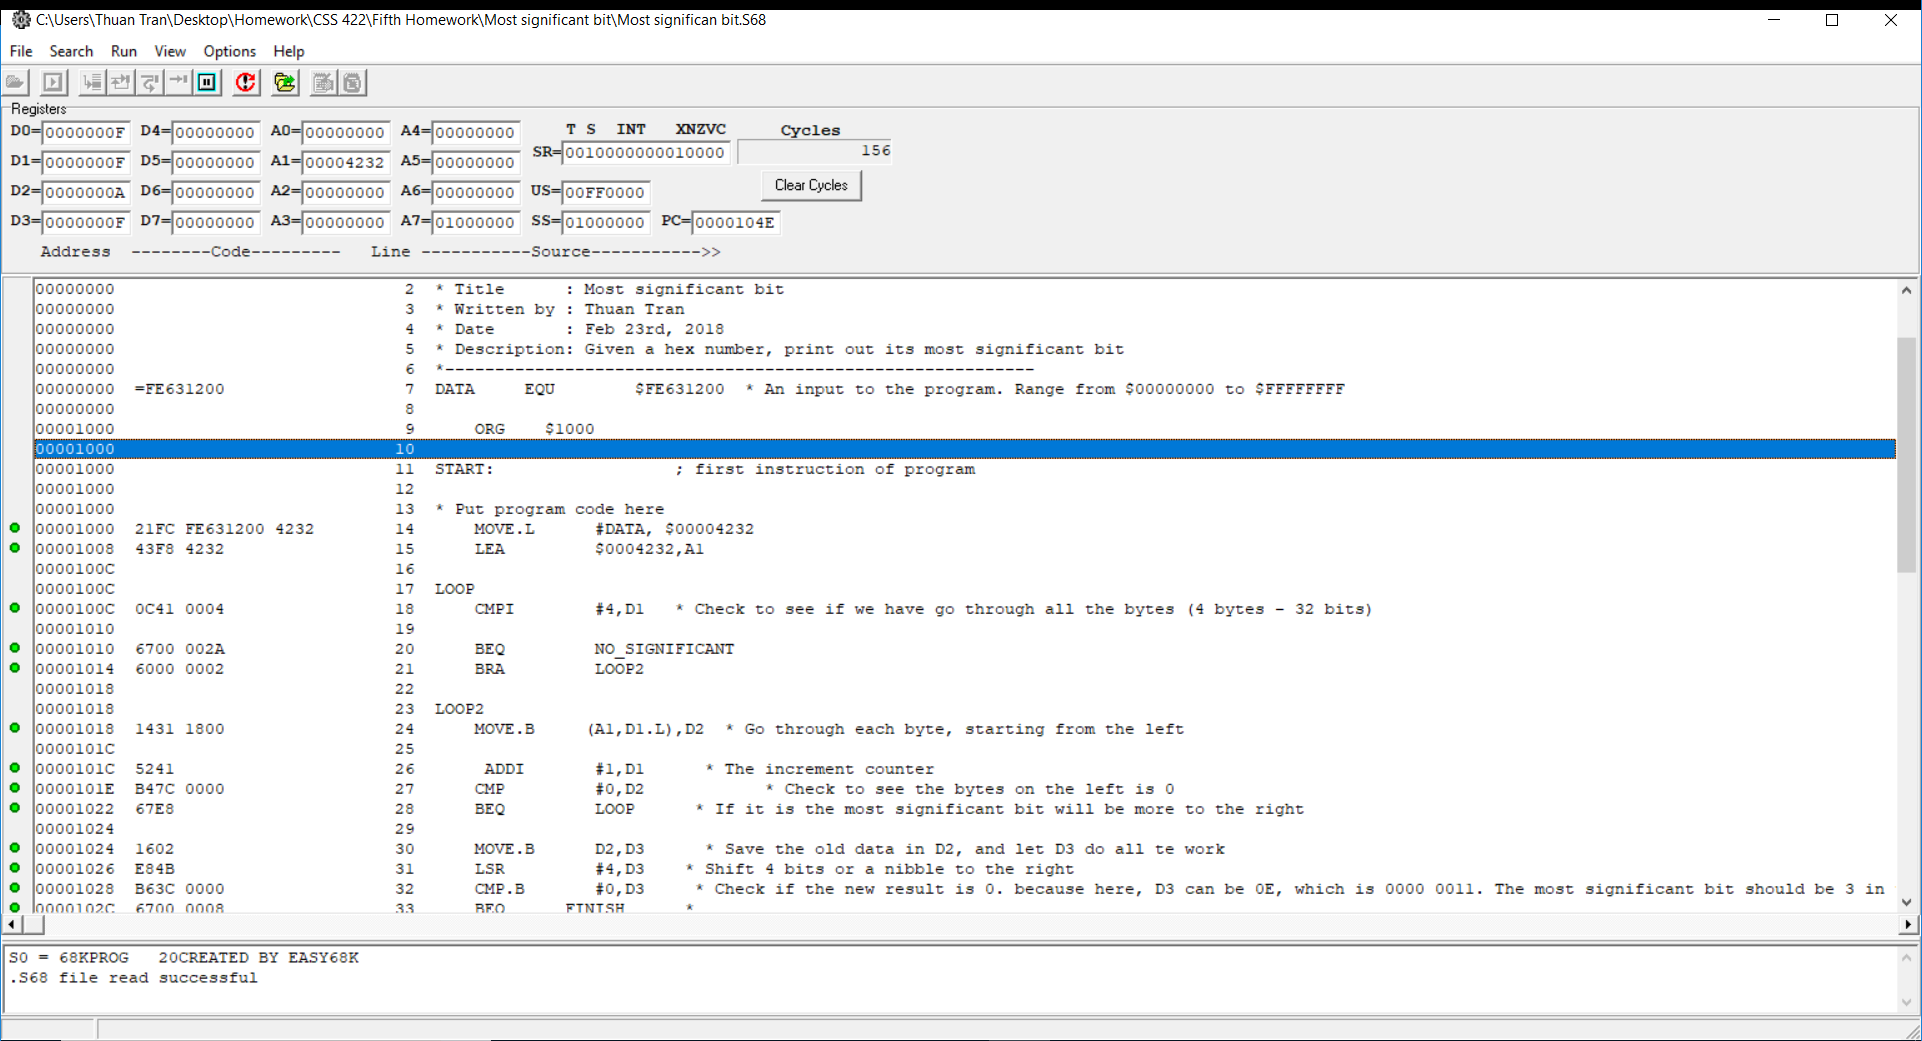 C:\Users\Thuan Tran\Desktop\Homework\CSS 422\Fifth Homework\Most significant bit\Most significan bit.S68
File Search Run View Options Help
Registers
D0= 0000000F D4= 00000000 A0= 00000000 A4= 00000000 T S INT XNZVC Cycles
D1= 0000000F D5= 00000000 A1= 00004232 A5= 00000000 SR= 0010000000010000 156
D2= 0000000A D6= 00000000 A2= 00000000 A6= 00000000 US= 00FF0000 Clear Cycles
D3= 0000000F D7= 00000000 A3= 00000000 A7= 01000000 SS= 01000000 PC= 0000104E
Address --------Code--------- Line -----------Source----------->>
00000000 2 * Title : Most significant bit
00000000 3 * Written by : Thuan Tran
00000000 4 * Date : Feb 23rd, 2018
00000000 5 * Description: Given a hex number, print out its most significant bit
00000000 6 *-----------------------------------------------------------
00000000 =FE631200 7 DATA EQU $FE631200 * An input to the program. Range from $00000000 to $FFFFFFFF
00000000 8
00001000 9 ORG $1000
00001000 10
00001000 11 START: ; first instruction of program
00001000 12
00001000 13 * Put program code here
00001000 21FC FE631200 4232 14 MOVE.L #DATA, $00004232
00001008 43F8 4232 15 LEA $0004232,A1
0000100C 16
0000100C 17 LOOP
0000100C 0C41 0004 18 CMPI #4,D1 * Check to see if we have go through all the bytes (4 bytes - 32 bits)
00001010 19
00001010 6700 002A 20 BEQ NO_SIGNIFICANT
00001014 6000 0002 21 BRA LOOP2
00001018 22
00001018 23 LOOP2
00001018 1431 1800 24 MOVE.B (A1,D1.L),D2 * Go through each byte, starting from the left
0000101C 25
0000101C 5241 26 ADDI #1,D1 * The increment counter
0000101E B47C 0000 27 CMP #0,D2 * Check to see the bytes on the left is 0
00001022 67E8 28 BEQ LOOP * If it is the most significant bit will be more to the right
00001024 29
00001024 1602 30 MOVE.B D2,D3 * Save the old data in D2, and let D3 do all te work
00001026 E84B 31 LSR #4,D3 * Shift 4 bits or a nibble to the right
00001028 B63C 0000 32 CMP.B #0,D3 * Check if the new result is 0. because here, D3 can be 0E, which is 0000 0011. The most significant bit should be 3 in
0000102C 6700 0008 33 BEQ FINISH *
S0 = 68KPROG 20CREATED BY EASY68K
.S68 file read successful